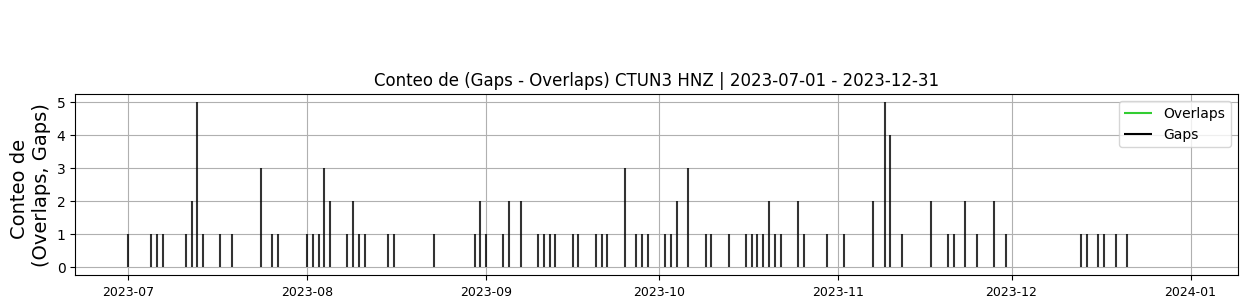 Conteo de (Gaps - Overlaps) CTUN3 HNZ | 2023-07-01 - 2023-12-31
Conteo de
(Overlaps, Gaps)
5
4
3
2
1
0
Overlaps
Gaps
2023-07
2023-08
2023-09
2023-10
2023-11
2023-12
2024-01